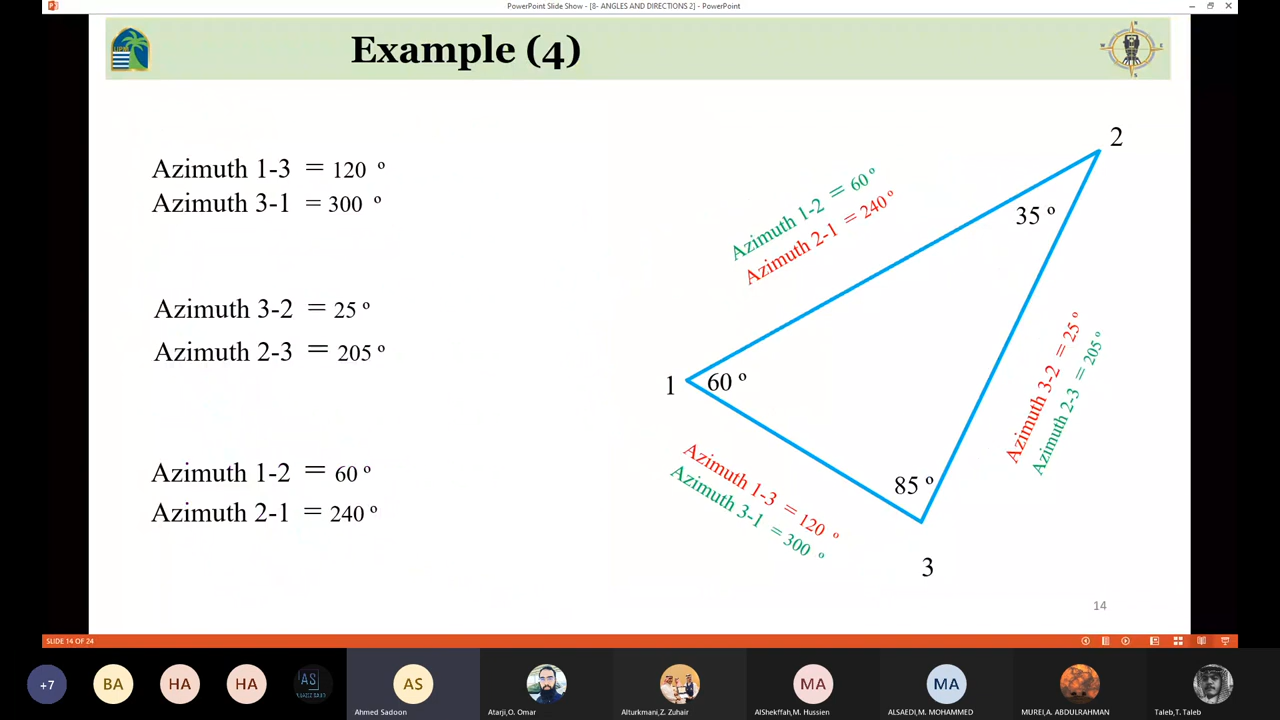 PowerPoint Slide Show - [8- ANGLES AND DIRECTIONS 2] - PowerPoint
Example (4)
N
W E
S
Azimuth 1-3 = 120 º
Azimuth 3-1 = 300 º
Azimuth 3-2 = 25 º
Azimuth 2-3 = 205 º
Azimuth 1-2 = 60 º
Azimuth 2-1 = 240 º
2
35 º
Azimuth 1-2 = 60 º
Azimuth 2-1 = 240 º
1
60 º
Azimuth 3-2 = 25 º
Azimuth 2-3 = 205 º
85 º
Azimuth 1-3 = 120 º
Azimuth 3-1 = 300 º
3
14
SLIDE 14 OF 24
+7
BA
HA
HA
AS
AS
MA
MA
Ahmed Sadoon
Atarji,O. Omar
Alturkmani,Z. Zuhair
AlShekffah,M. Hussien
ALSAEDI,M. MOHAMMED
MUREI,A. ABDULRAHMAN
Taleb,T. Taleb